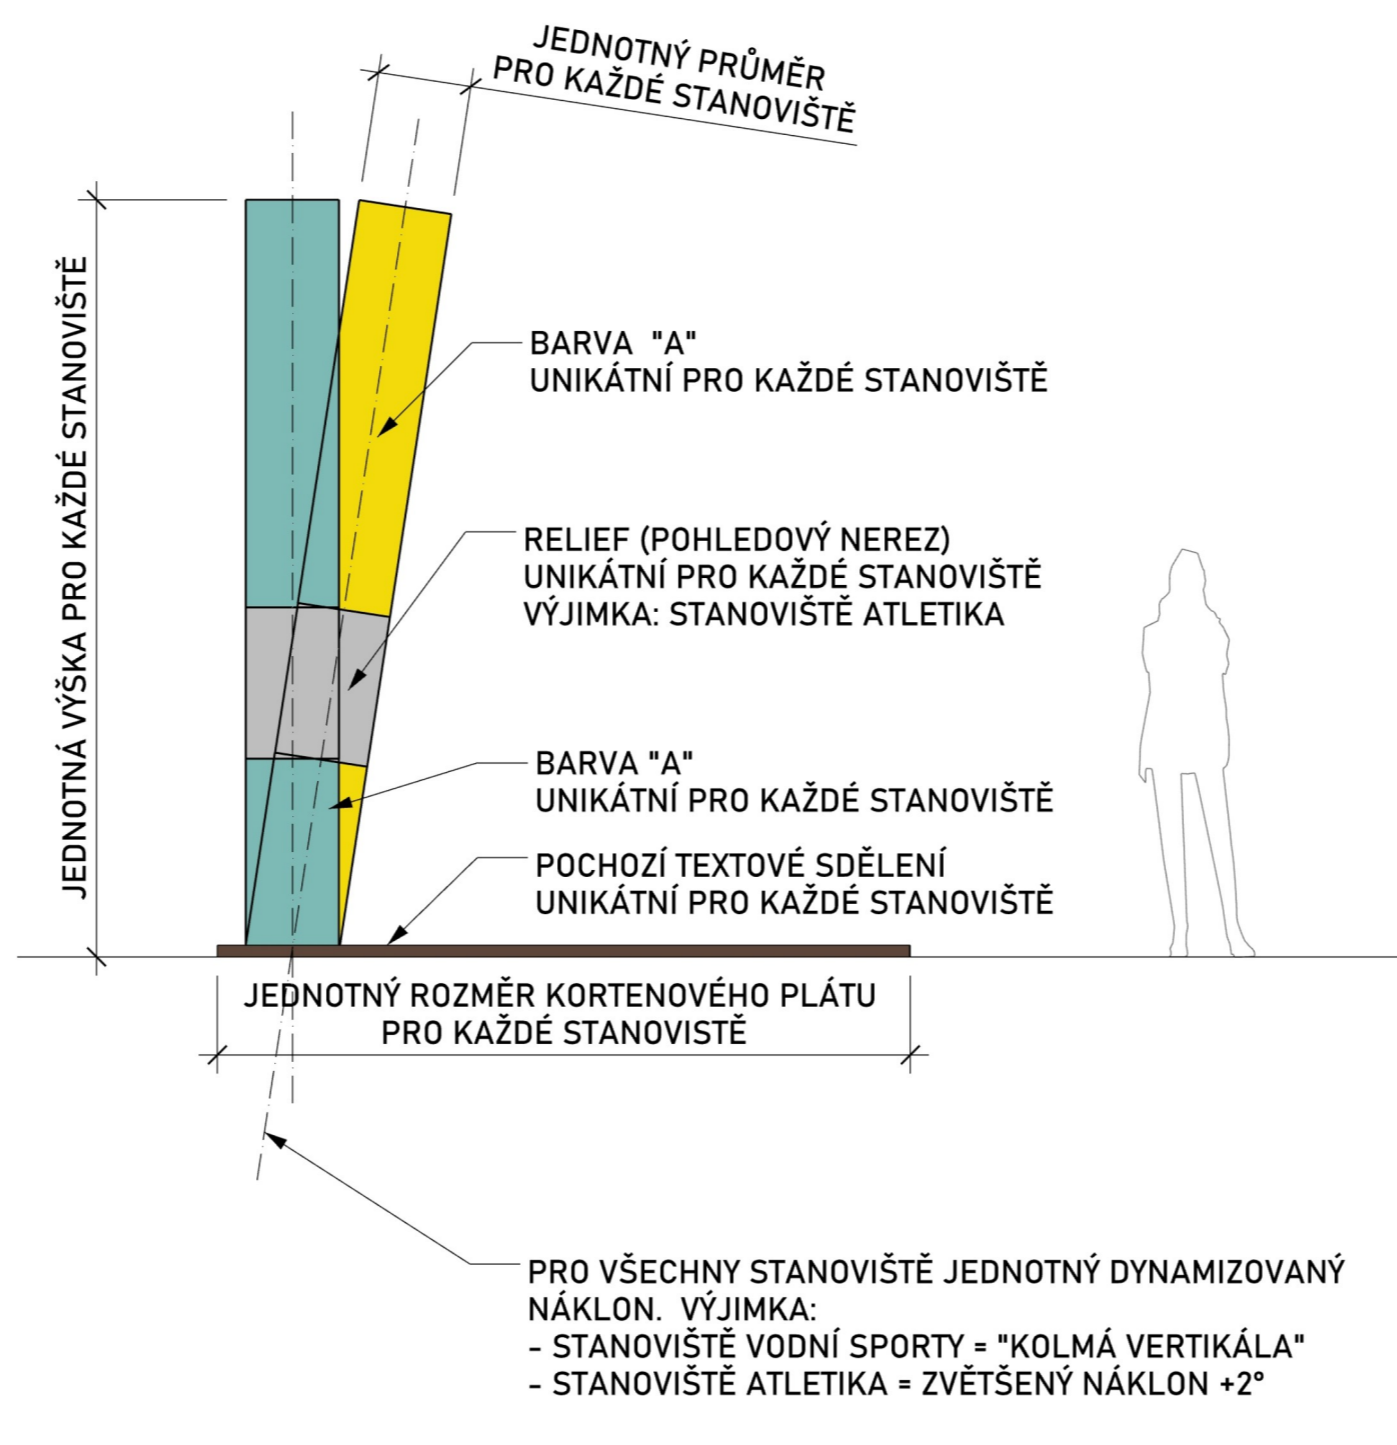 JEDNOTNÝ PRŮMĚR
PRO KAŽDÉ STANOVIŠTĚ
JEDNOTNÁ VÝŠKA PRO KAŽDÉ STANOVIŠTĚ
BARVA "A"
UNIKÁTNÍ PRO KAŽDÉ STANOVIŠTĚ
RELIEF (POHLEDOVÝ NEREZ)
UNIKÁTNÍ PRO KAŽDÉ STANOVIŠTĚ
VÝJIMKA: STANOVIŠTĚ ATLETIKA
BARVA "A"
UNIKÁTNÍ PRO KAŽDÉ STANOVIŠTĚ
POCHOZÍ TEXTOVÉ SDĚLENÍ
UNIKÁTNÍ PRO KAŽDÉ STANOVIŠTĚ
JEDNOTNÝ ROZMĚR KORTENOVÉHO PLÁTU
PRO KAŽDÉ STANOVISTĚ
PRO VŠECHNY STANOVIŠTĚ JEDNOTNÝ DYNAMIZOVANÝ
NÁKLON. VÝJIMKA:
- STANOVIŠTĚ VODNÍ SPORTY = "KOLMÁ VERTIKÁLA"
- STANOVIŠTĚ ATLETIKA = ZVĚTŠENÝ NÁKLON +2°